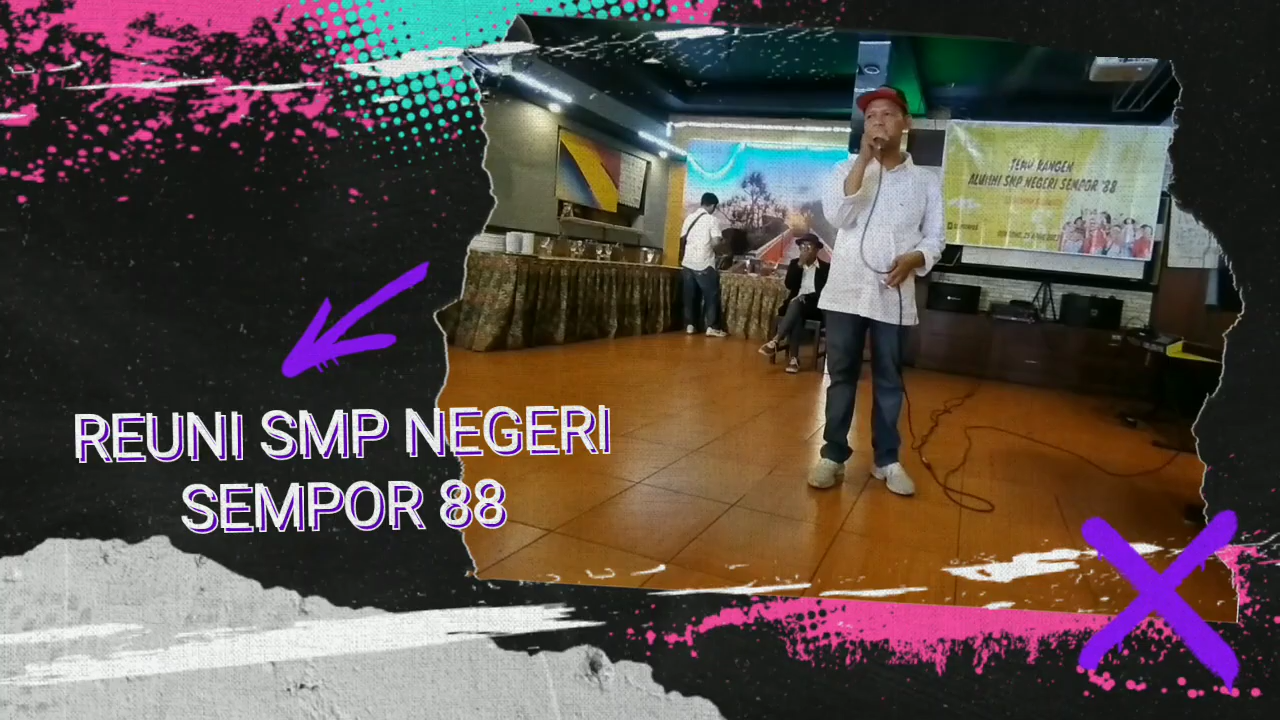 REUNI SMP NEGERI
SEMPOR 88
TEMU KANGEN
ALUMNI SMP NEGERI SEMPOR '88